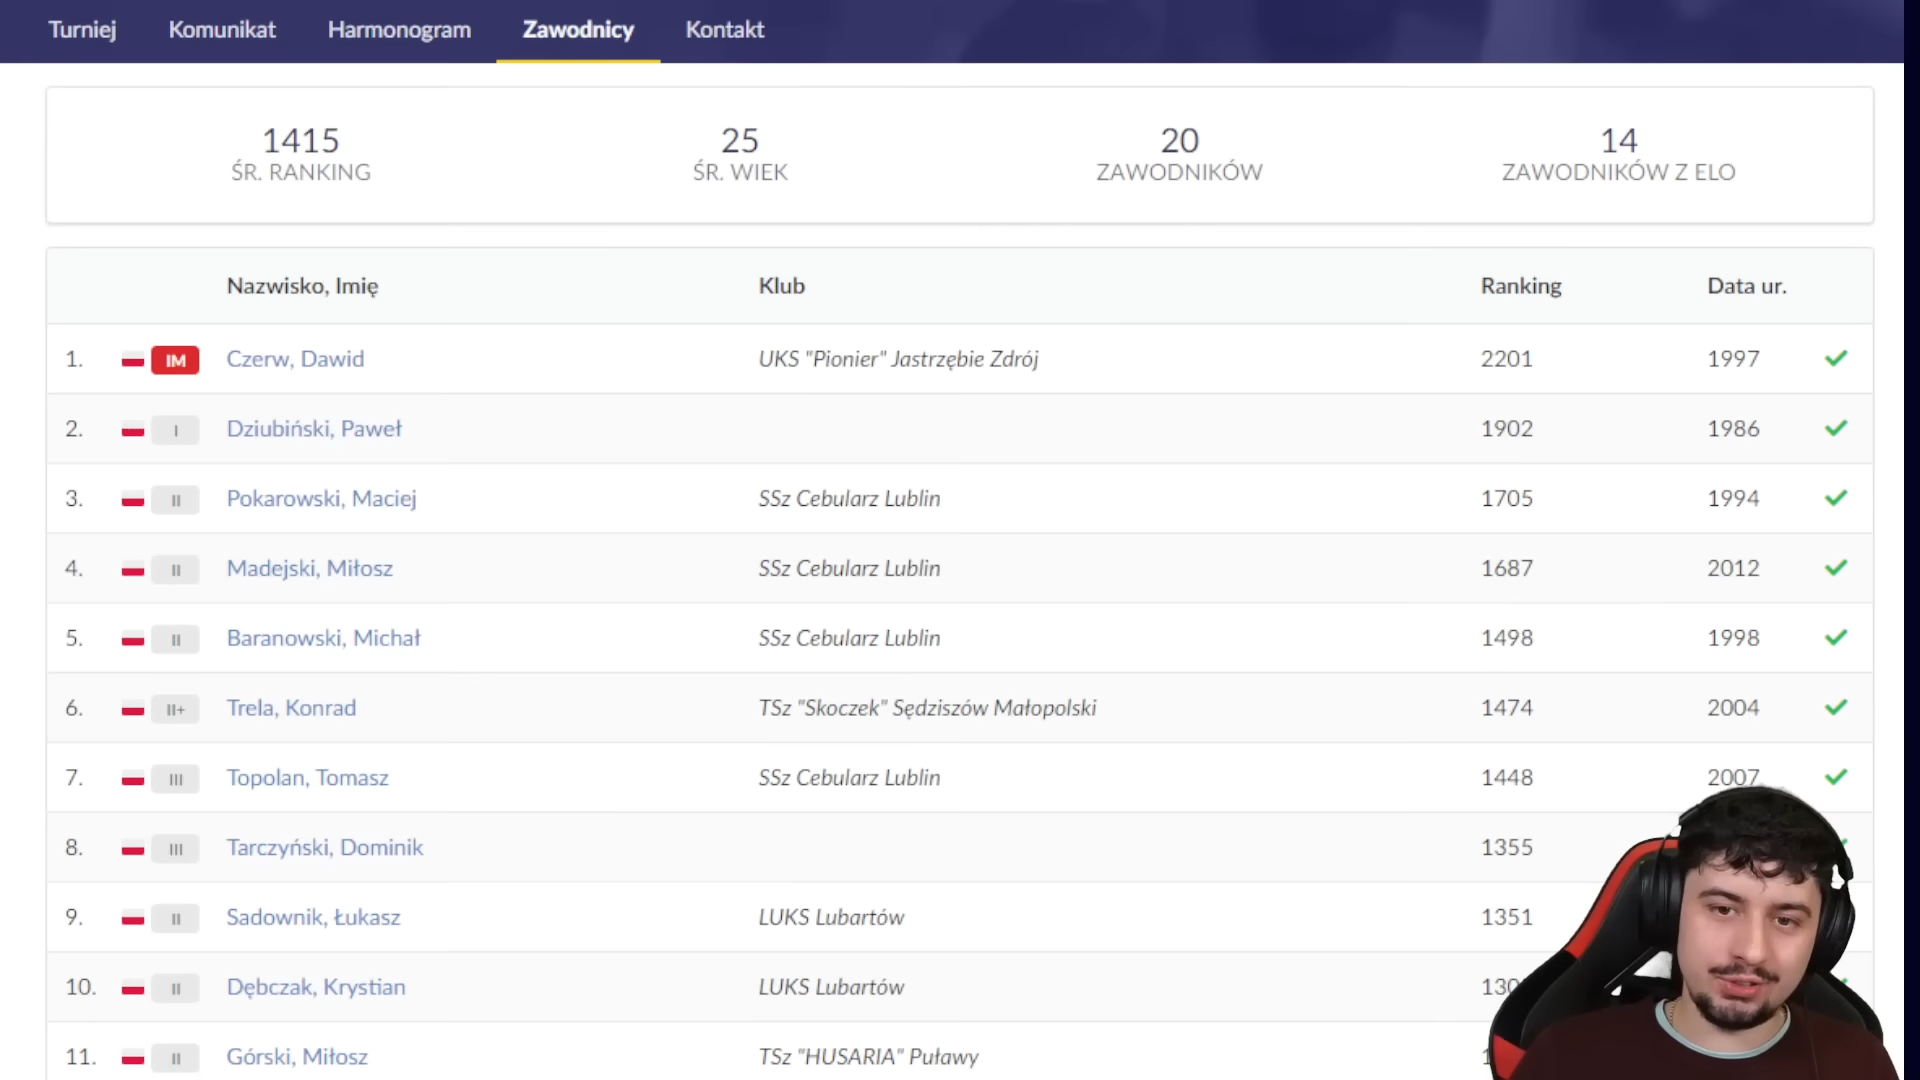 Turniej Komunikat Harmonogram Zawodnicy Kontakt
1415 25 20 14
ŚR. RANKING ŚR. WIEK ZAWODNIKÓW ZAWODNIKÓW Z ELO
Nazwisko, Imię Klub Ranking Data ur.
1. IM Czerw, Dawid UKS "Pionier" Jastrzębie Zdrój 2201 1997
2. I Dziubiński, Paweł 1902 1986
3. II Pokarowski, Maciej SSz Cebularz Lublin 1705 1994
4. II Madejski, Miłosz SSz Cebularz Lublin 1687 2012
5. II Baranowski, Michał SSz Cebularz Lublin 1498 1998
6. II+ Trela, Konrad TSz "Skoczek" Sędziszów Małopolski 1474 2004
7. III Topolan, Tomasz SSz Cebularz Lublin 1448 2007
8. III Tarczyński, Dominik 1355
9. II Sadownik, Łukasz LUKS Lubartów 1351
10. II Dębczak, Krystian LUKS Lubartów
11. II Górski, Miłosz TSz "HUSARIA" Puławy